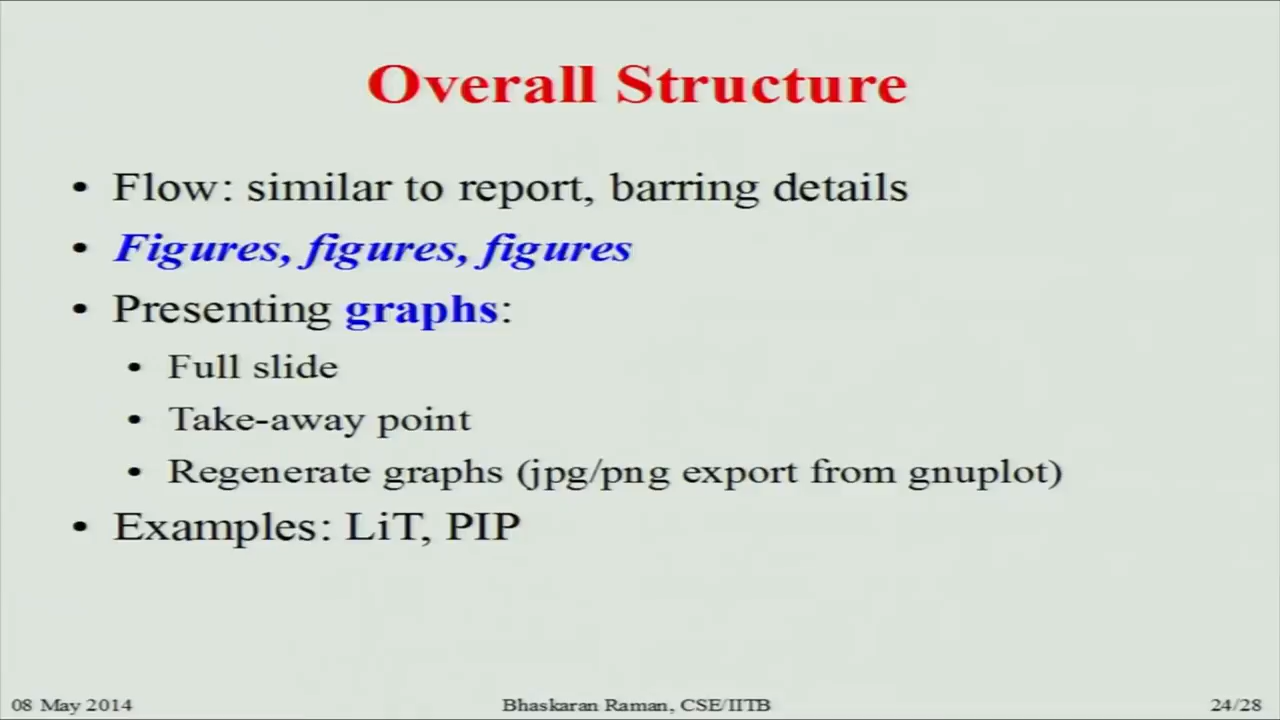 Overall Structure
• Flow: similar to report, barring details
• Figures, figures, figures
• Presenting graphs:
• Full slide
• Take-away point
• Regenerate graphs (jpg/png export from gnuplot)
• Examples: LiT, PIP
08 May 2014 Bhaskaran Raman, CSE/IITB 24/28